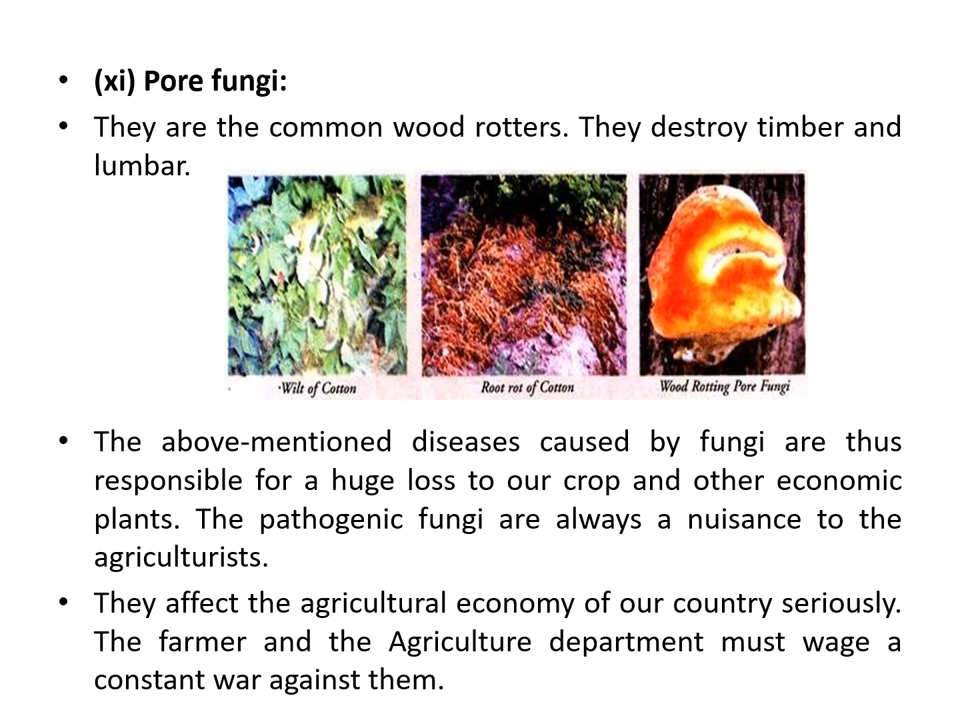 • (xi) Pore fungi:
• They are the common wood rotters. They destroy timber and
lumbar.
·Wilt of Cotton
Root rot of Cotton
Wood Rotting Pore Fungi
• The above-mentioned diseases caused by fungi are thus
responsible for a huge loss to our crop and other economic
plants. The pathogenic fungi are always a nuisance to the
agriculturists.
• They affect the agricultural economy of our country seriously.
The farmer and the Agriculture department must wage a
constant war against them.